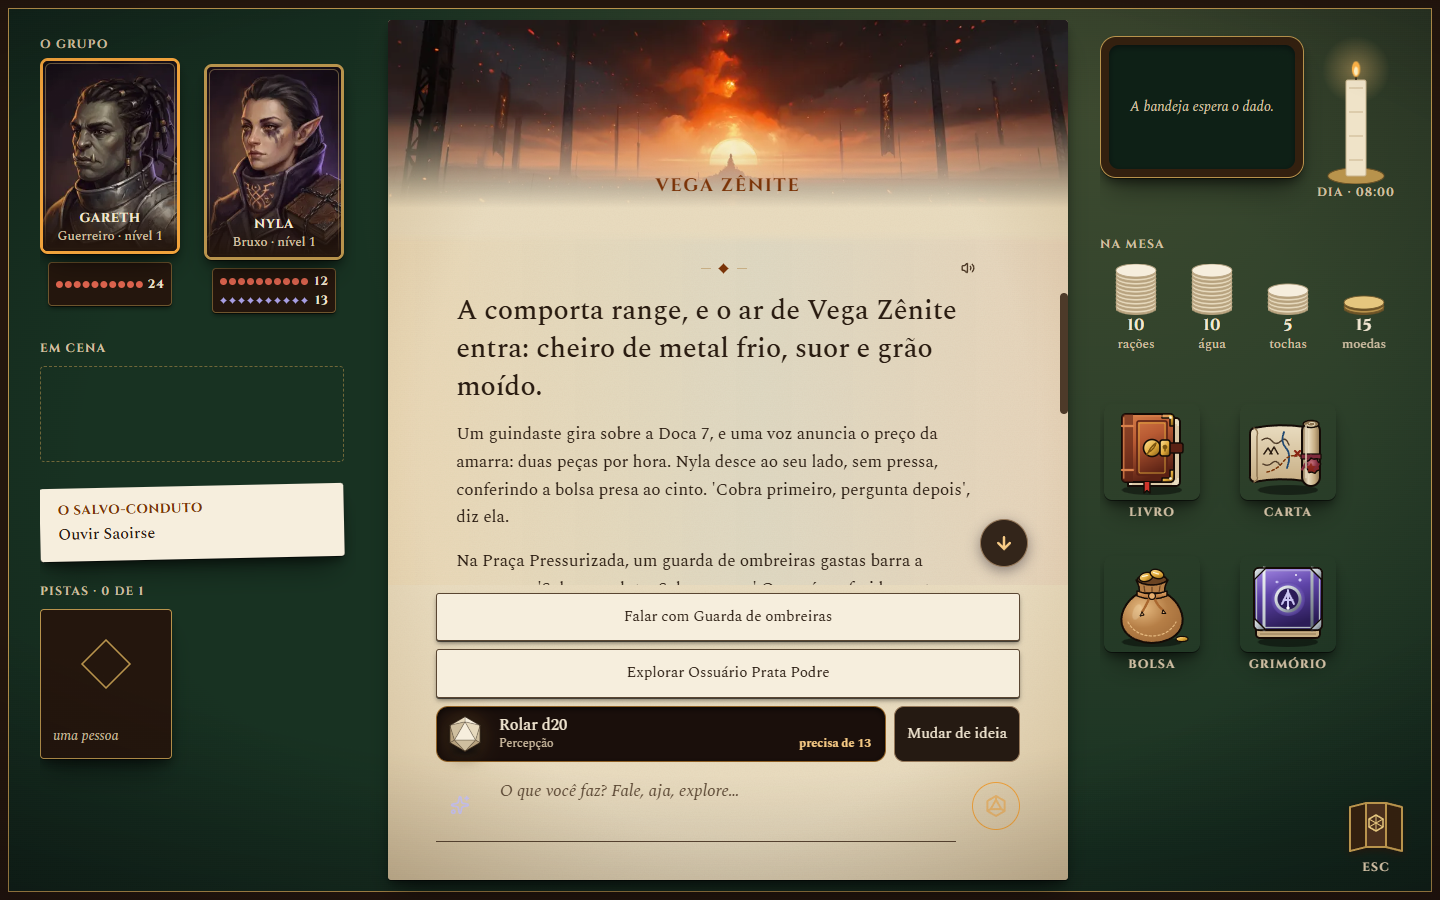 O GRUPO
GARETH
Guerreiro · nível 1
24
NYLA
Bruxo · nível 1
12
13
EM CENA
O SALVO-CONDUTO
Ouvir Saoirse
PISTAS · 0 DE 1
uma pessoa
VEGA ZÊNITE
A comporta range, e o ar de Vega Zênite
entra: cheiro de metal frio, suor e grão
moído.
Um guindaste gira sobre a Doca 7, e uma voz anuncia o preço da
amarra: duas peças por hora. Nyla desce ao seu lado, sem pressa,
conferindo a bolsa presa ao cinto. 'Cobra primeiro, pergunta depois',
diz ela.
Na Praça Pressurizada, um guarda de ombreiras gastas barra a
Falar com Guarda de ombreiras
Explorar Ossuário Prata Podre
Rolar d20
Percepção
precisa de 13
Mudar de ideia
O que você faz? Fale, aja, explore...
A bandeja espera o dado.
DIA · 08:00
NA MESA
10
rações
10
água
5
tochas
15
moedas
LIVRO
CARTA
BOLSA
GRIMÓRIO
ESC